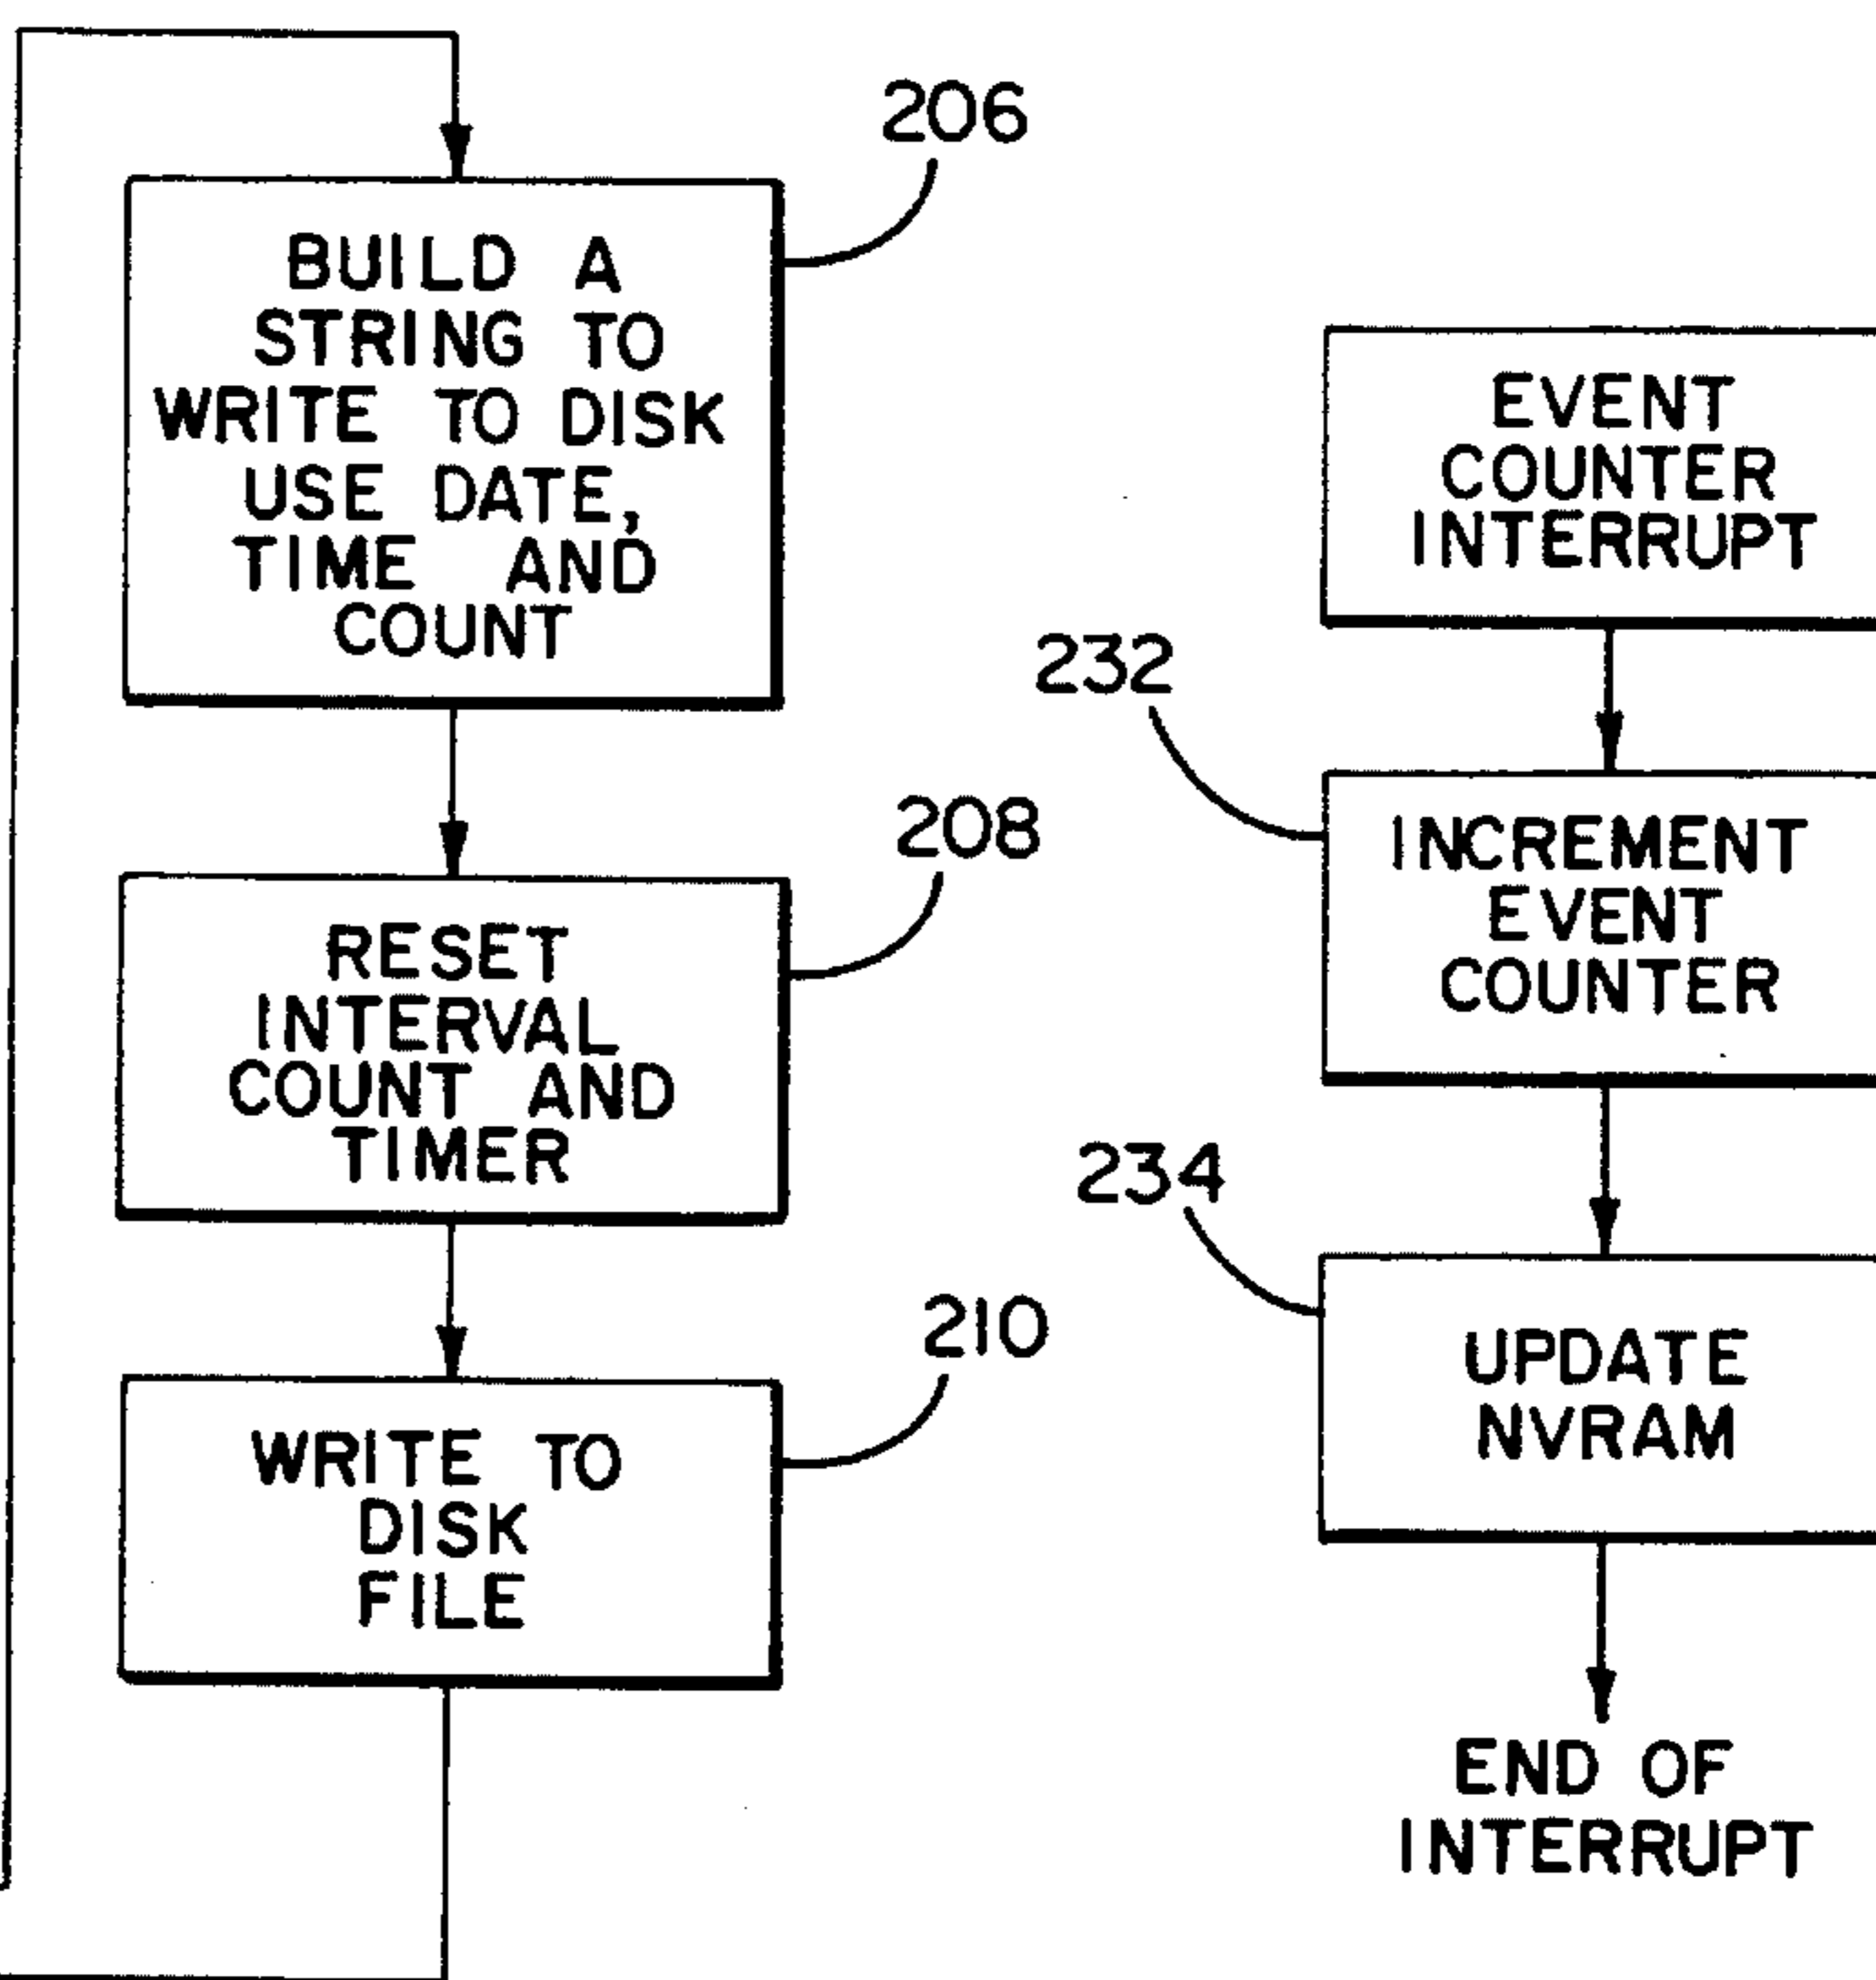 206
BUILD A
STRING TO
WRITE TO DISK
USE DATE,
TIME AND
COUNT
208
RESET
INTERVAL
COUNT AND
TIMER
210
WRITE TO
DISK
FILE
EVENT
COUNTER
INTERRUPT
232
INCREMENT
EVENT
COUNTER
234
UPDATE
NVRAM
END OF
INTERRUPT